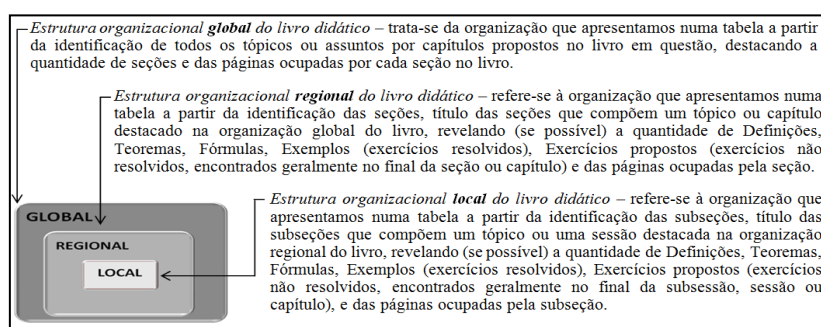 Estrutura organizacional global do livro didático – trata-se da organização que apresentamos numa tabela a partir
da identificação de todos os tópicos ou assuntos por capítulos propostos no livro em questão, destacando a
quantidade de seções e das páginas ocupadas por cada seção no livro.
Estrutura organizacional regional do livro didático – refere-se à organização que apresentamos numa
tabela a partir da identificação das seções, título das seções que compõem um tópico ou capítulo
destacado na organização global do livro, revelando (se possível) a quantidade de Definições,
Teoremas, Fórmulas, Exemplos (exercícios resolvidos), Exercícios propostos (exercícios não
resolvidos, encontrados geralmente no final da seção ou capítulo) e das páginas ocupadas pela seção.
Estrutura organizacional local do livro didático – refere-se à organização que
apresentamos numa tabela a partir da identificação das subseções, título das
subseções que compõem um tópico ou uma sessão destacada na organização
regional do livro, revelando (se possível) a quantidade de Definições, Teoremas,
Fórmulas, Exemplos (exercícios resolvidos), Exercícios propostos (exercícios
não resolvidos, encontrados geralmente no final da subsessão, sessão ou
capítulo), e das páginas ocupadas pela subseção.
GLOBAL
REGIONAL
LOCAL